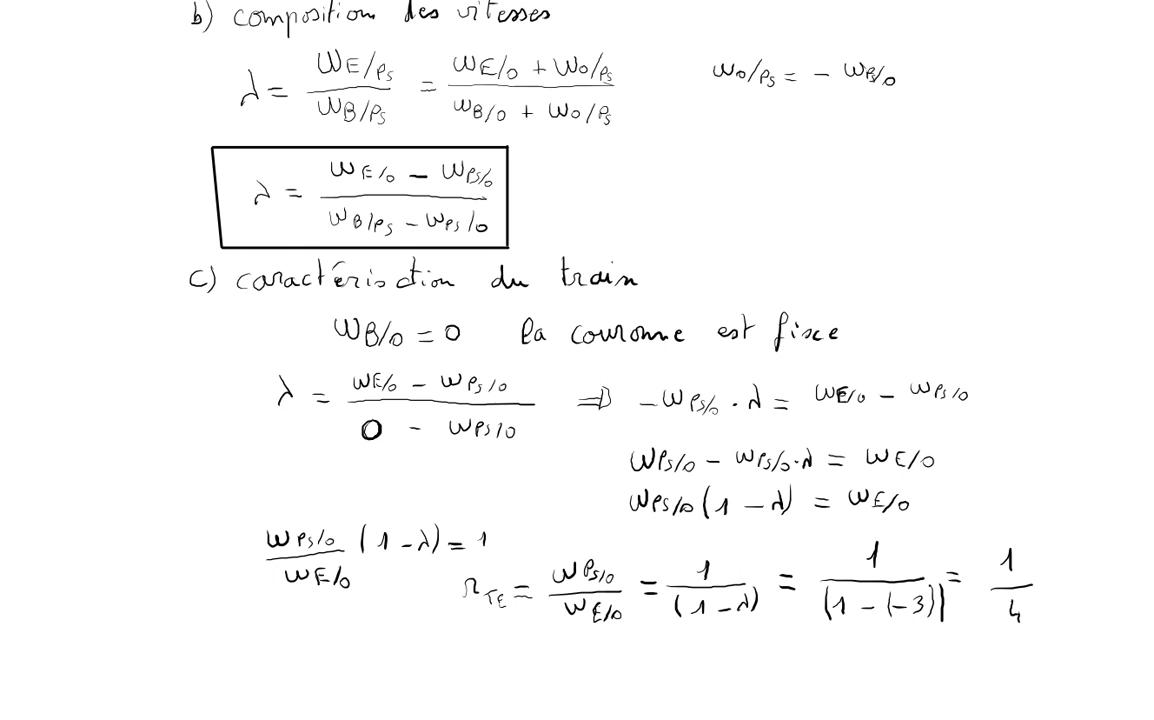 b) composition des vitesses
λ = ωE/Ps / ωB/Ps = (ωE/0 + ω0/Ps) / (ωB/0 + ω0/Ps)    ω0/Ps = - ωPs/0
λ = (ωE/0 - ωPs/0) / (ωB/Ps - ωPs/0)
c) caractérisation du train
ωB/0 = 0 la couronne est fixe
λ = (ωE/0 - ωPs/0) / (0 - ωPs/0) ⇒ -ωPs/0 · λ = ωE/0 - ωPs/0
ωPs/0 - ωPs/0·λ = ωE/0
ωPs/0 (1 - λ) = ωE/0
ωPs/0 / ωE/0 (1 - λ) = 1
rTE = ωPs/0 / ωE/0 = 1 / (1 - λ) = 1 / (1 - (-3)) = 1 / 4